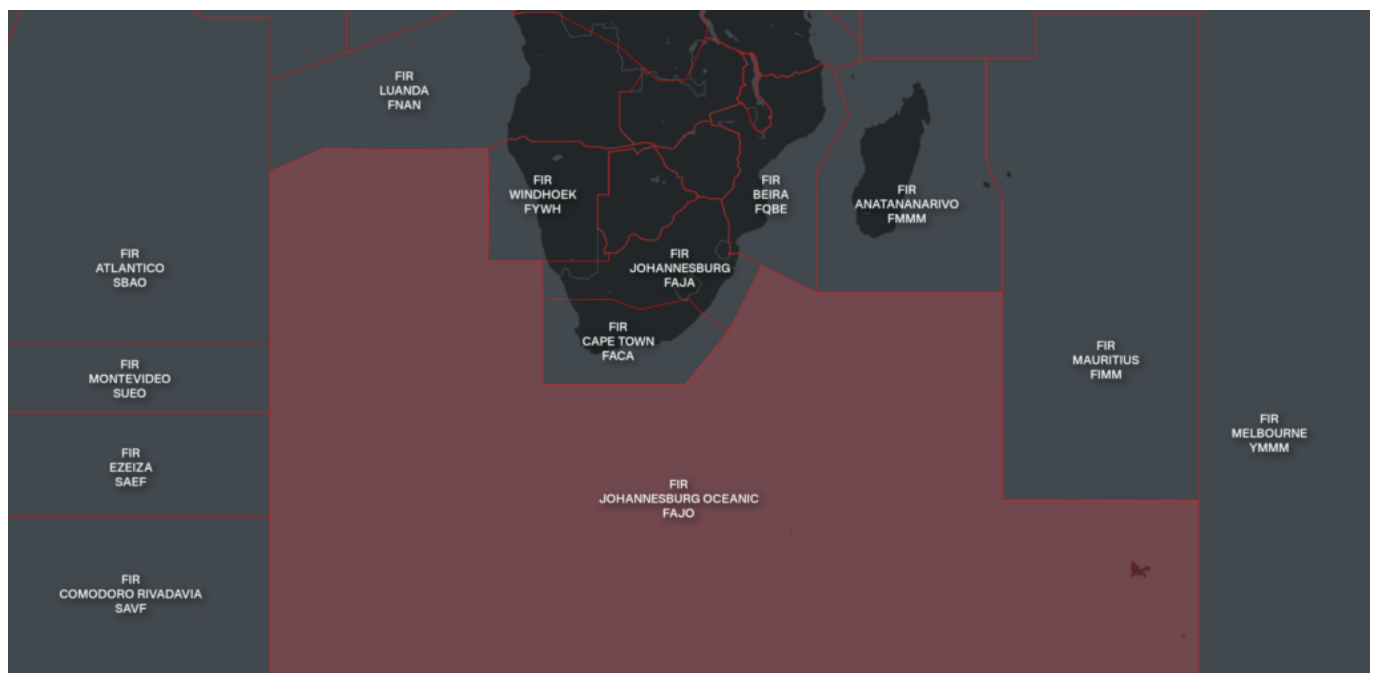 FIR
LUANDA
FNAN
FIR
WINDHOEK
FYWH
FIR
BEIRA
FQBE
FIR
ANATANANARIVO
FMMM
FIR
ATLANTICO
SBAO
FIR
JOHANNESBURG
FAJA
FIR
CAPE TOWN
FACA
FIR
MAURITIUS
FIMM
FIR
MONTEVIDEO
SUEO
FIR
MELBOURNE
YMMM
FIR
EZEIZA
SAEF
FIR
JOHANNESBURG OCEANIC
FAJO
FIR
COMODORO RIVADAVIA
SAVF